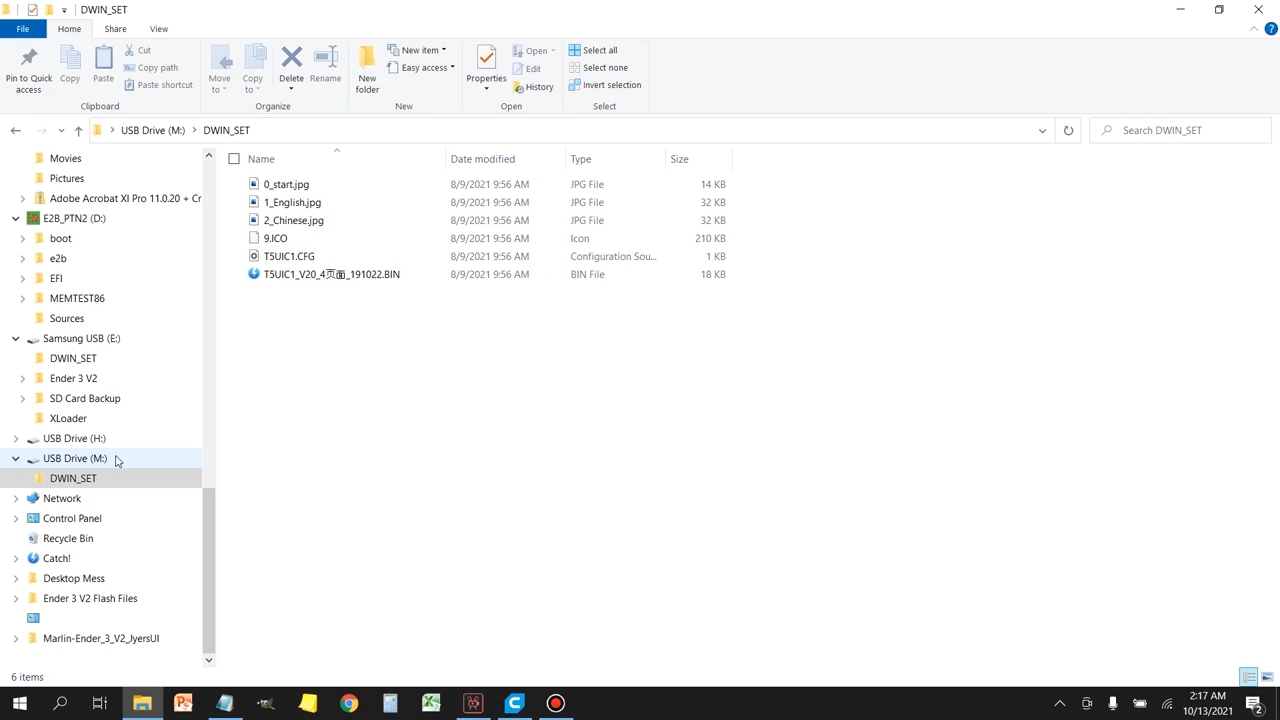 DWIN_SET
File Home Share View
Pin to Quick access
Copy
Paste
Cut
Copy path
Paste shortcut
Clipboard
Move to
Copy to
Delete
Rename
Organize
New folder
New item
Easy access
New
Properties
Open
Edit
History
Open
Select all
Select none
Invert selection
Select
USB Drive (M:) DWIN_SET
Search DWIN_SET
Movies
Pictures
Adobe Acrobat XI Pro 11.0.20 + Cr
E2B_PTN2 (D:)
boot
e2b
EFI
MEMTEST86
Sources
Samsung USB (E:)
DWIN_SET
Ender 3 V2
SD Card Backup
XLoader
USB Drive (H:)
USB Drive (M:)
DWIN_SET
Network
Control Panel
Recycle Bin
Catch!
Desktop Mess
Ender 3 V2 Flash Files
Marlin-Ender_3_V2_JyersUI
Name Date modified Type Size
0_start.jpg 8/9/2021 9:56 AM JPG File 14 KB
1_English.jpg 8/9/2021 9:56 AM JPG File 32 KB
2_Chinese.jpg 8/9/2021 9:56 AM JPG File 32 KB
9.ICO 8/9/2021 9:56 AM Icon 210 KB
T5UIC1.CFG 8/9/2021 9:56 AM Configuration Sou... 1 KB
T5UIC1_V20_4页面_191022.BIN 8/9/2021 9:56 AM BIN File 18 KB
6 items
2:17 AM
10/13/2021
2